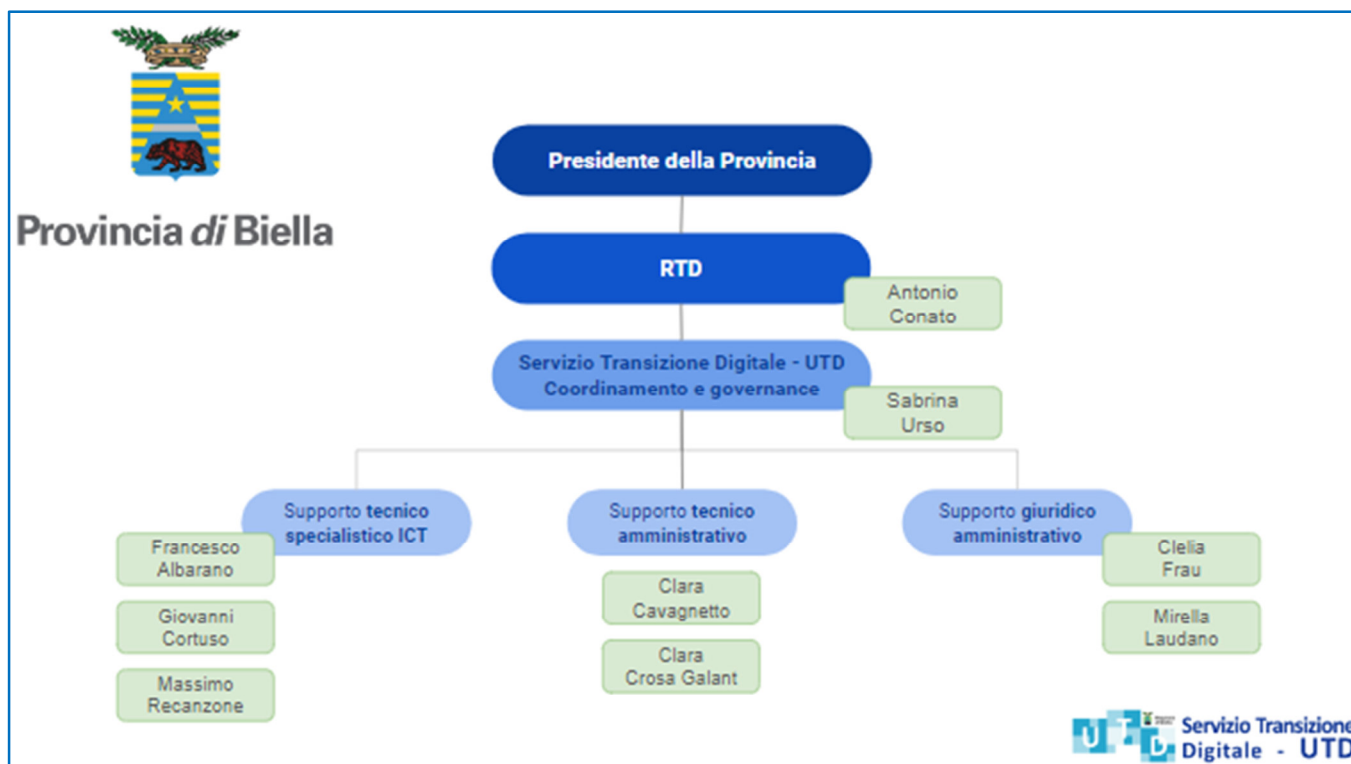 Provincia di Biella
Presidente della Provincia
RTD
Antonio
Conato
Servizio Transizione Digitale - UTD
Coordinamento e governance
Sabrina
Urso
Supporto tecnico
specialistico ICT
Francesco
Albarano
Giovanni
Cortuso
Massimo
Recanzone
Supporto tecnico
amministrativo
Clara
Cavagnetto
Clara
Crosa Galant
Supporto giuridico
amministrativo
Clelia
Frau
Mirella
Laudano
UTD
Servizio Transizione
Digitale - UTD